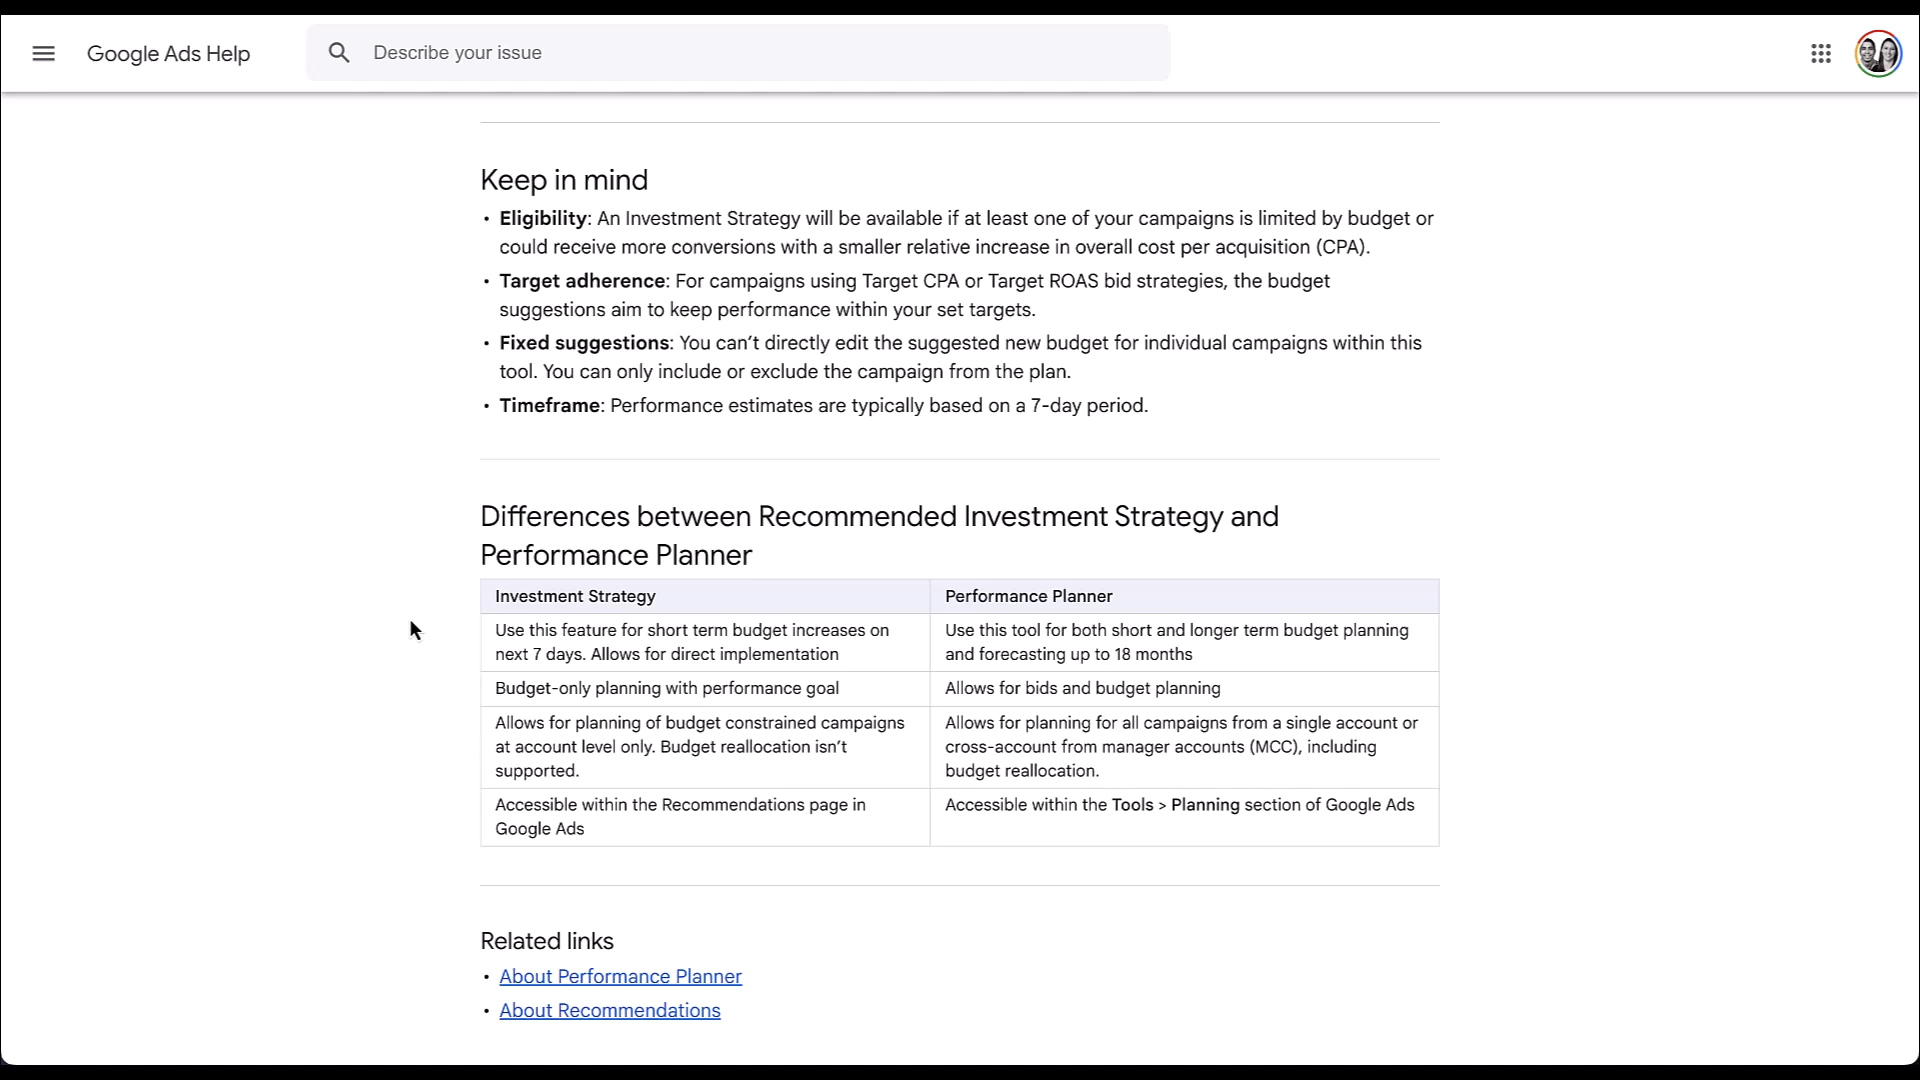 Google Ads Help
Describe your issue
Keep in mind
• Eligibility: An Investment Strategy will be available if at least one of your campaigns is limited by budget or
could receive more conversions with a smaller relative increase in overall cost per acquisition (CPA).
• Target adherence: For campaigns using Target CPA or Target ROAS bid strategies, the budget
suggestions aim to keep performance within your set targets.
• Fixed suggestions: You can’t directly edit the suggested new budget for individual campaigns within this
tool. You can only include or exclude the campaign from the plan.
• Timeframe: Performance estimates are typically based on a 7-day period.
Differences between Recommended Investment Strategy and
Performance Planner
Investment Strategy
Performance Planner
Use this feature for short term budget increases on
next 7 days. Allows for direct implementation
Use this tool for both short and longer term budget planning
and forecasting up to 18 months
Budget-only planning with performance goal
Allows for bids and budget planning
Allows for planning of budget constrained campaigns
at account level only. Budget reallocation isn’t
supported.
Allows for planning for all campaigns from a single account or
cross-account from manager accounts (MCC), including
budget reallocation.
Accessible within the Recommendations page in
Google Ads
Accessible within the Tools > Planning section of Google Ads
Related links
• About Performance Planner
• About Recommendations